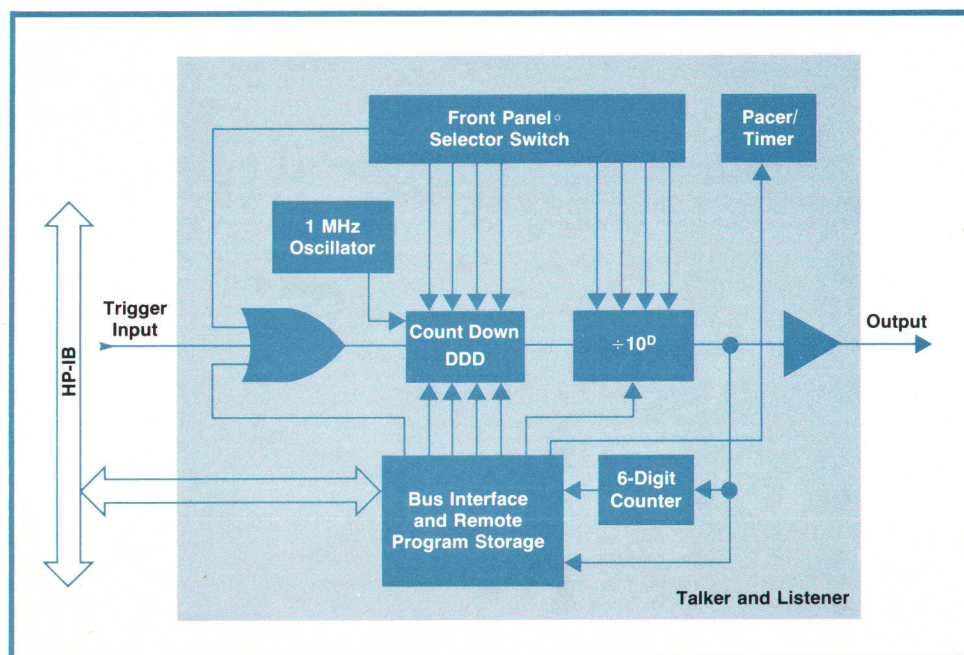 Front Panel
Selector Switch
Pacer/
Timer
1 MHz
Oscillator
Trigger
Input
HP-IB
Count Down
DDD
÷10ᴰ
Output
Bus Interface
and Remote
Program Storage
6-Digit
Counter
Talker and Listener